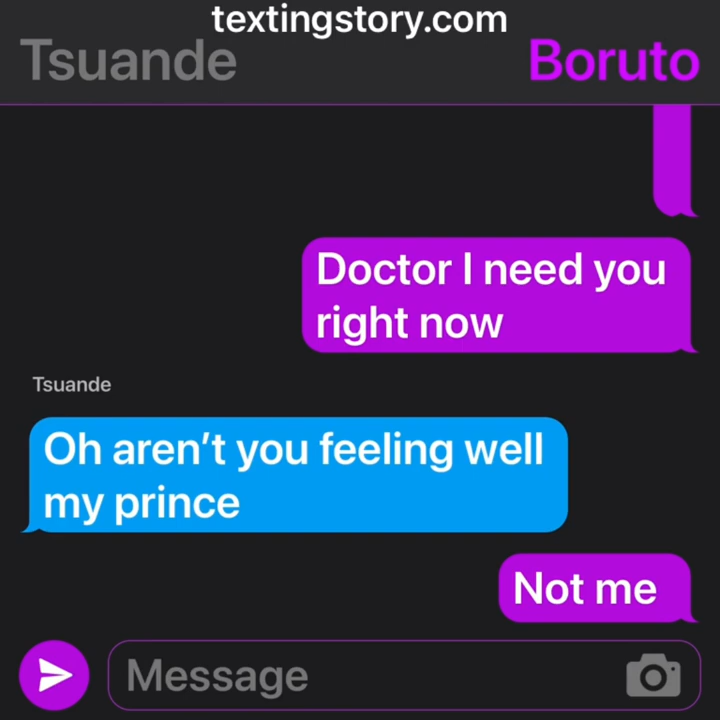 textingstory.com
Tsuande
Boruto
Doctor I need you
right now
Tsuande
Oh aren’t you feeling well
my prince
Not me
Message